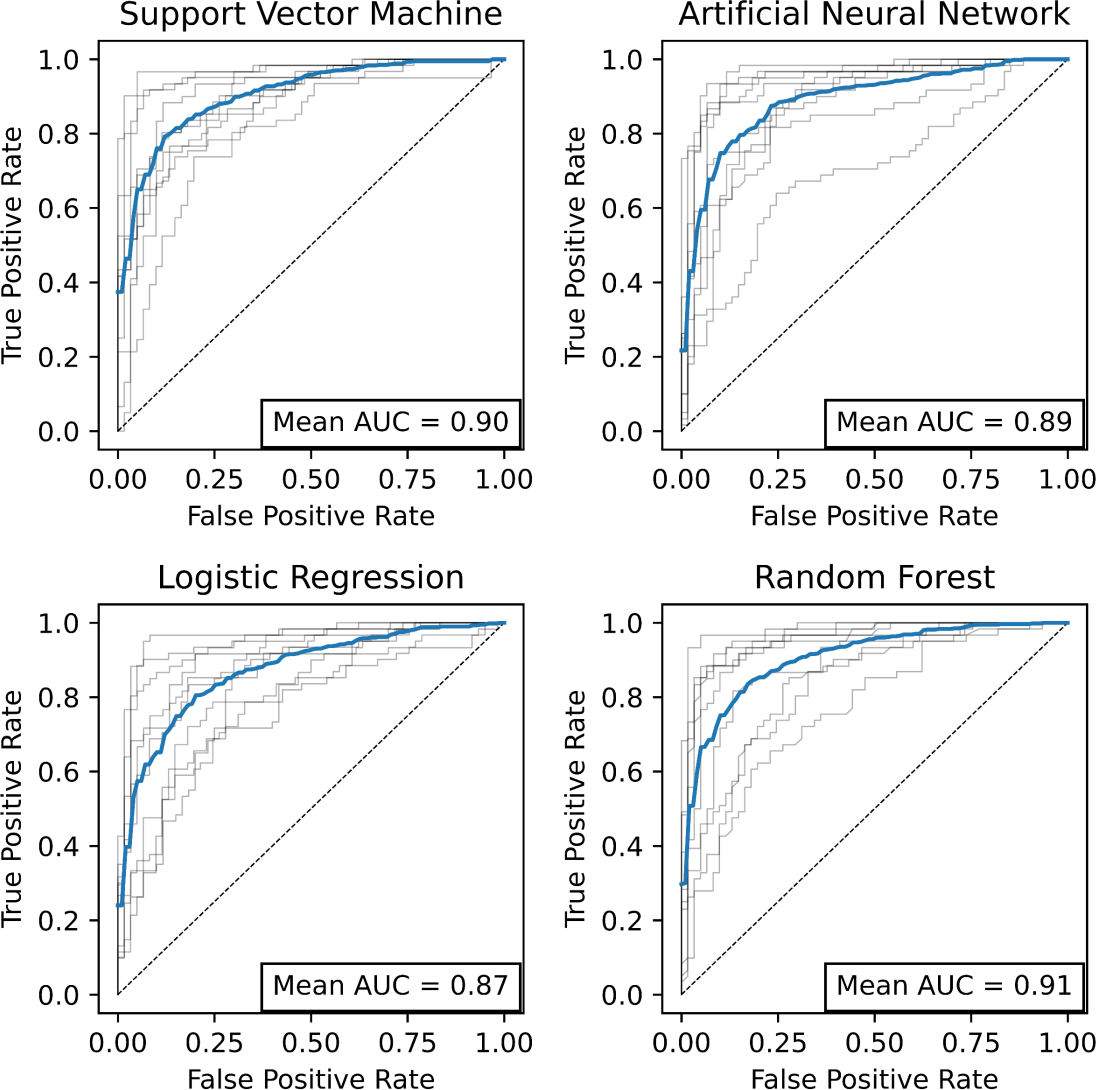 Support Vector Machine
True Positive Rate
1.0
0.8
0.6
0.4
0.2
0.0
Mean AUC = 0.90
0.00 0.25 0.50 0.75 1.00
False Positive Rate
Artificial Neural Network
True Positive Rate
1.0
0.8
0.6
0.4
0.2
0.0
Mean AUC = 0.89
0.00 0.25 0.50 0.75 1.00
False Positive Rate
Logistic Regression
True Positive Rate
1.0
0.8
0.6
0.4
0.2
0.0
Mean AUC = 0.87
0.00 0.25 0.50 0.75 1.00
False Positive Rate
Random Forest
True Positive Rate
1.0
0.8
0.6
0.4
0.2
0.0
Mean AUC = 0.91
0.00 0.25 0.50 0.75 1.00
False Positive Rate